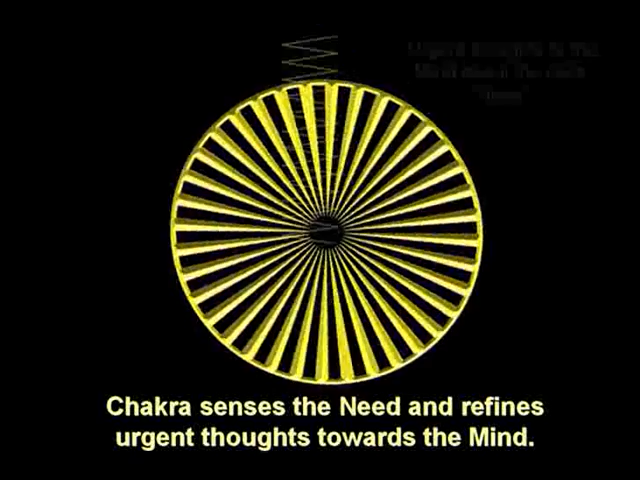 Chakra senses the Need and refines
urgent thoughts towards the Mind.